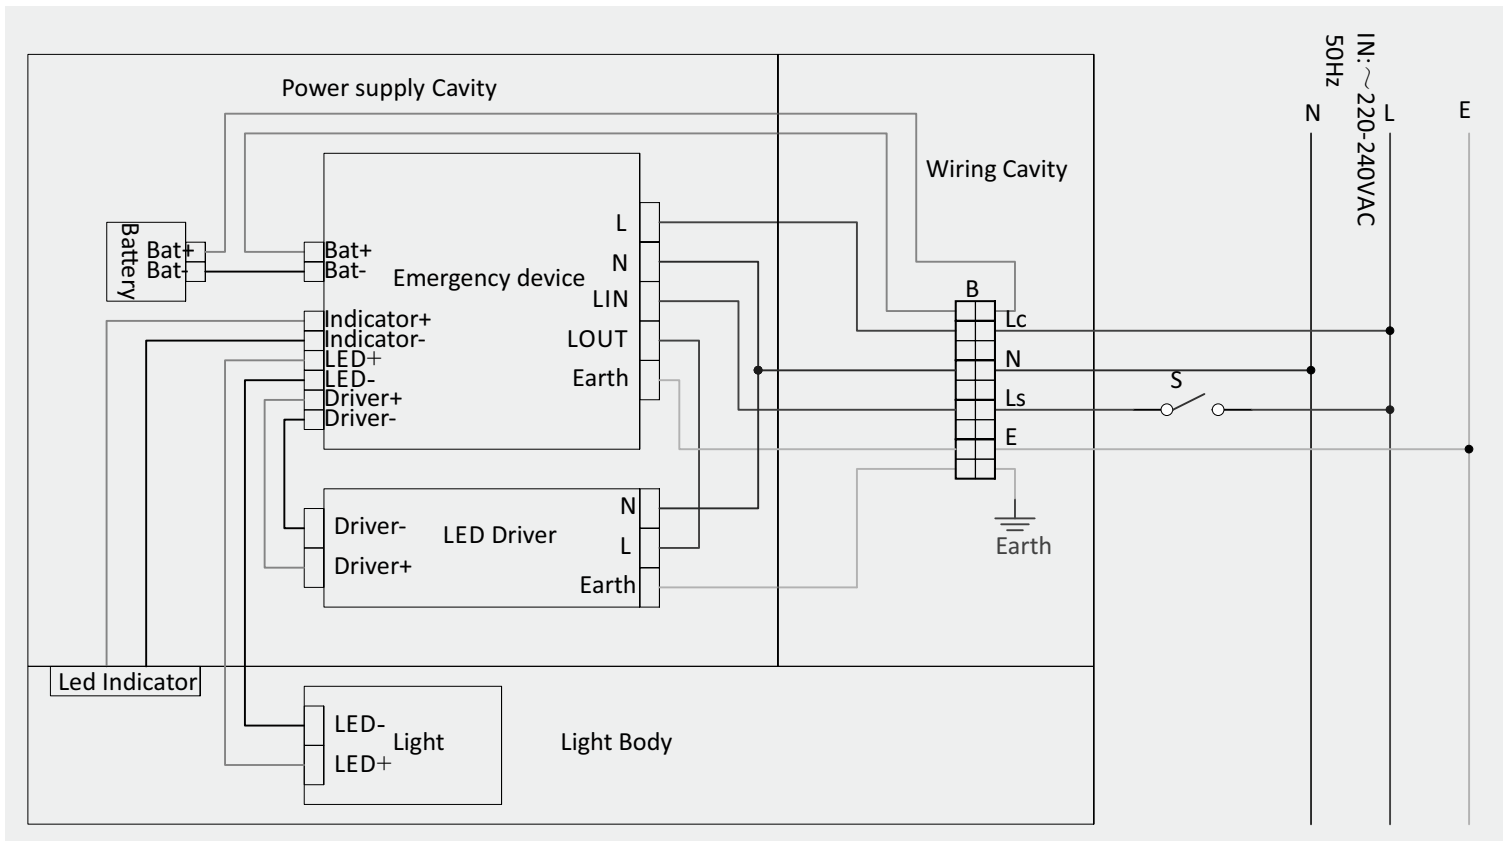 IN:～220-240VAC
50Hz
N
L
E
Power supply Cavity
Wiring Cavity
Battery
Bat+
Bat-
Bat+
Bat-
Indicator+
Indicator-
LED+
LED-
Driver+
Driver-
Emergency device
L
N
LIN
LOUT
Earth
B
Lc
N
Ls
E
S
Earth
Driver-
Driver+
LED Driver
N
L
Earth
Led Indicator
LED-
LED+
Light
Light Body